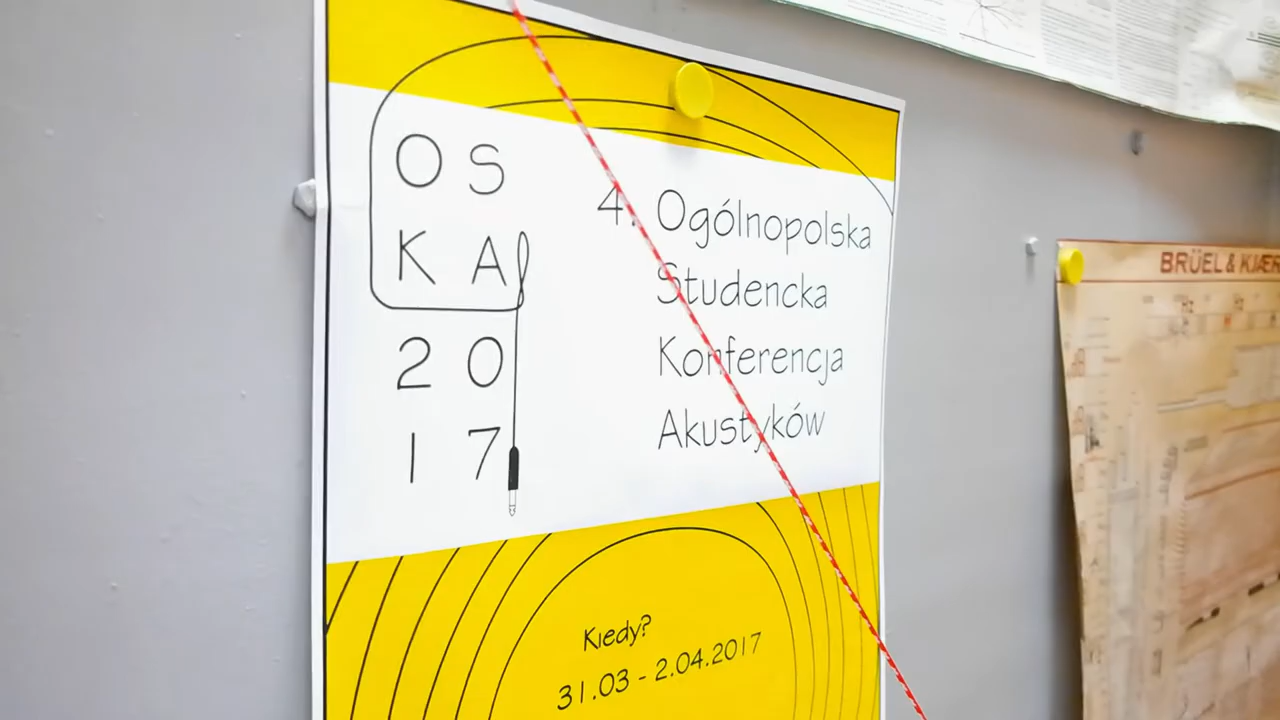 OS
KA
20
17
4. Ogólnopolska
Studencka
Konferencja
Akustyków
Kiedy?
31.03 - 2.04.2017
BRÜEL & KJÆR